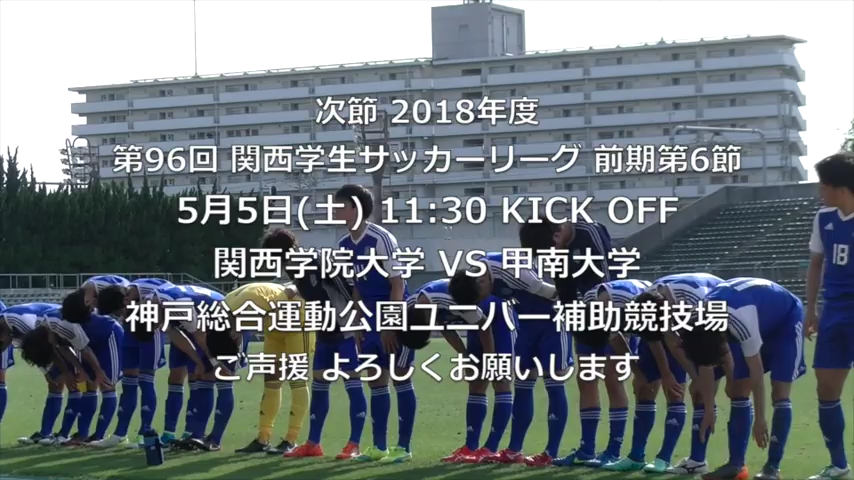 次節 2018年度
第96回 関西学生サッカーリーグ 前期第6節
5月5日(土) 11:30 KICK OFF
関西学院大学 VS 甲南大学
神戸総合運動公園ユニバー補助競技場
ご声援 よろしくお願いします
18